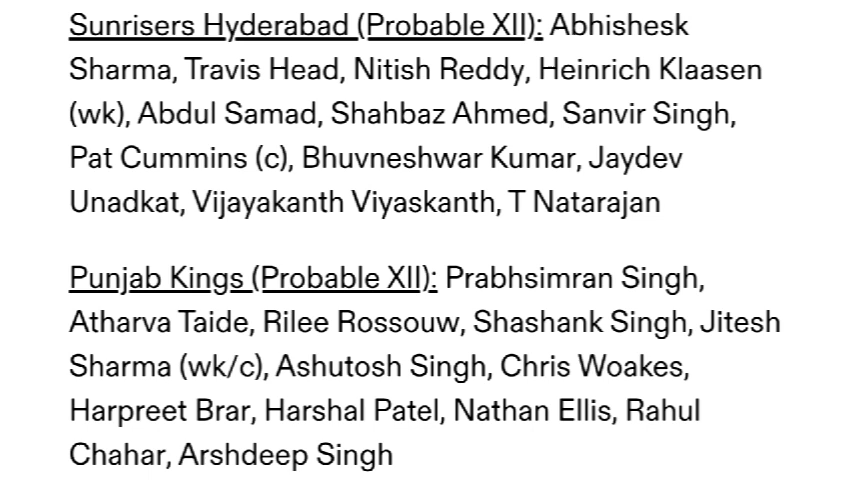 Sunrisers Hyderabad (Probable XII): Abhishesk
Sharma, Travis Head, Nitish Reddy, Heinrich Klaasen
(wk), Abdul Samad, Shahbaz Ahmed, Sanvir Singh,
Pat Cummins (c), Bhuvneshwar Kumar, Jaydev
Unadkat, Vijayakanth Viyaskanth, T Natarajan
Punjab Kings (Probable XII): Prabhsimran Singh,
Atharva Taide, Rilee Rossouw, Shashank Singh, Jitesh
Sharma (wk/c), Ashutosh Singh, Chris Woakes,
Harpreet Brar, Harshal Patel, Nathan Ellis, Rahul
Chahar, Arshdeep Singh